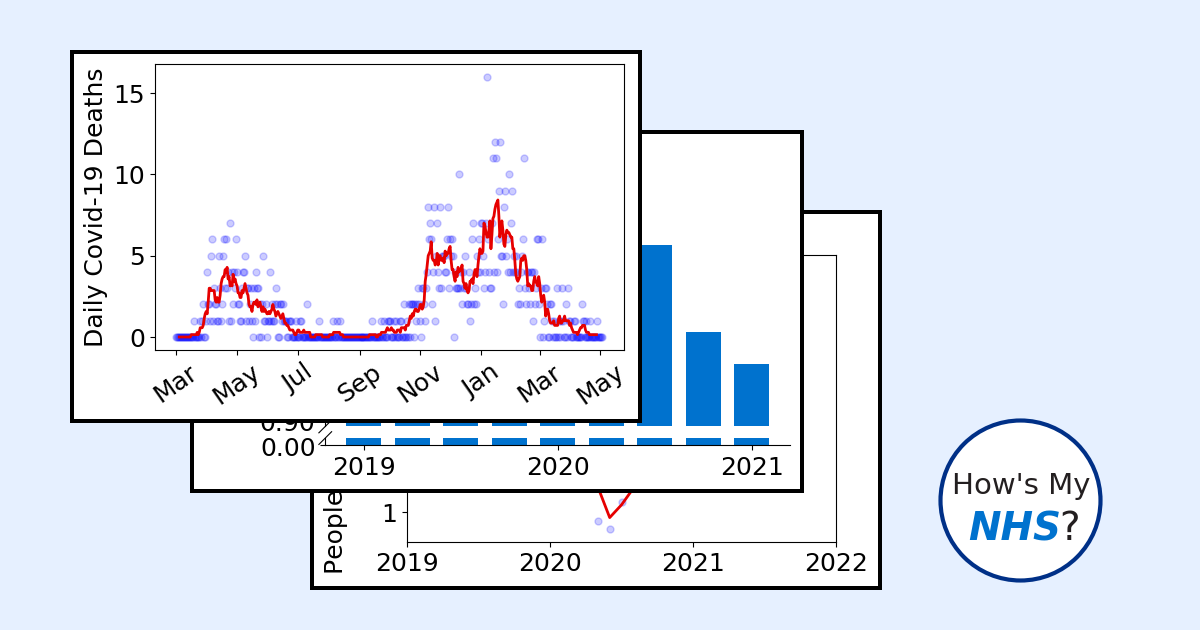 Daily Covid-19 Deaths
15
10
5
0
Mar May Jul Sep Nov Jan Mar May
0.90
0.00
2019 2020 2021
People
1
2019 2020 2021 2022
How's My
NHS?